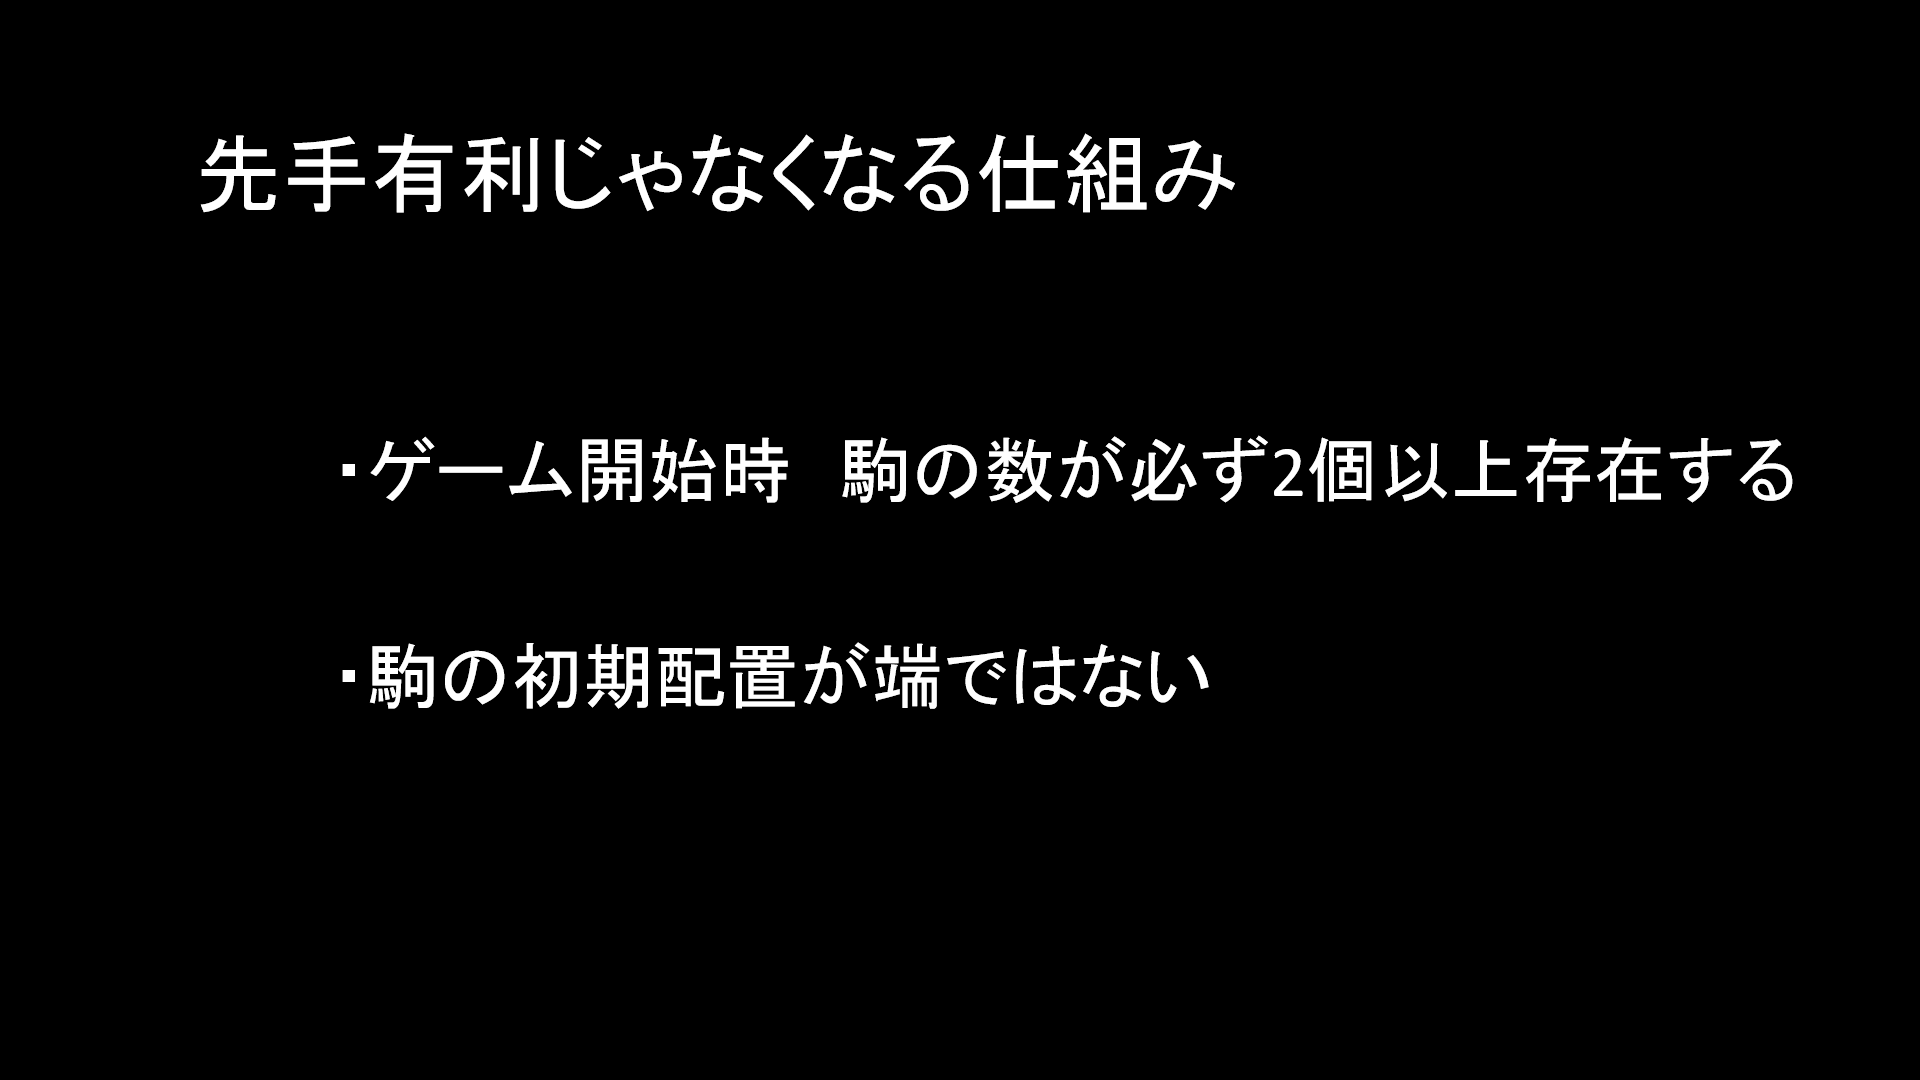 先手有利じゃなくなる仕組み
・ゲーム開始時　駒の数が必ず2個以上存在する
・駒の初期配置が端ではない